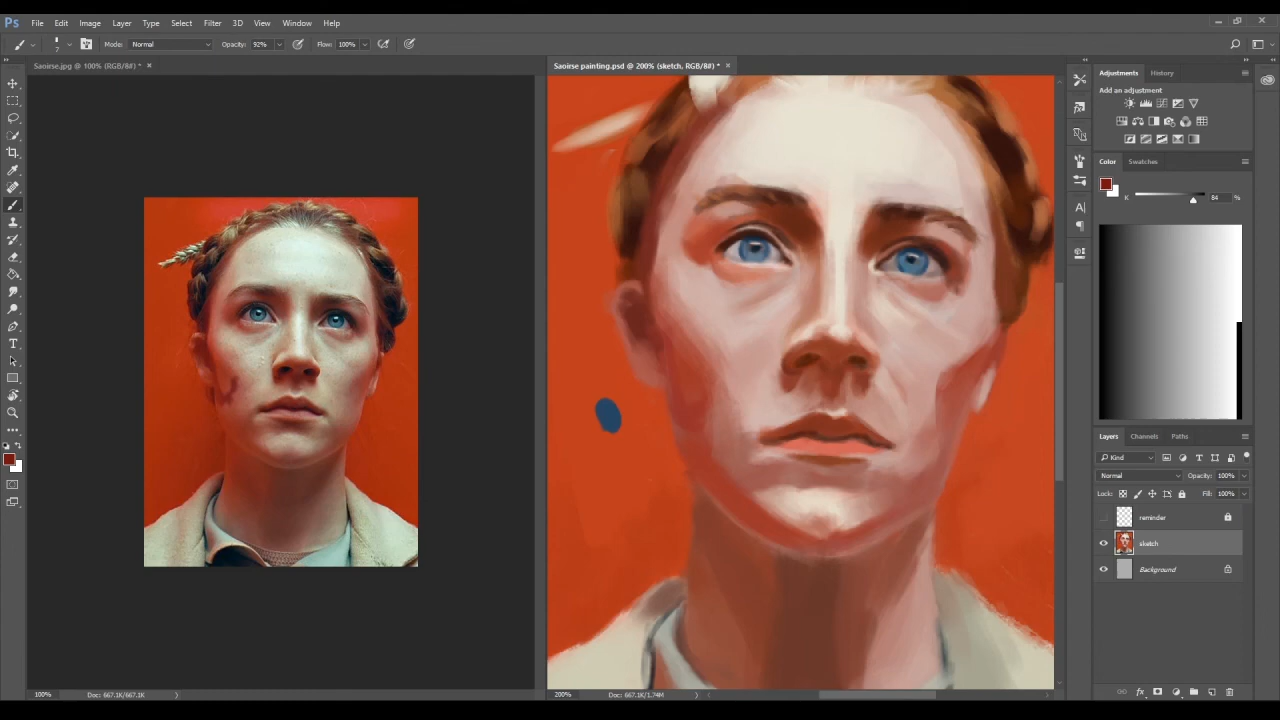 Ps File Edit Image Layer Type Select Filter 3D View Window Help
7 Mode: Normal Opacity: 92% Flow: 100%
Saoirse.jpg @ 100% (RGB/8#) * ×
Saoirse painting.psd @ 200% (sketch, RGB/8#) * ×
Adjustments History
Add an adjustment
Color Swatches
K 84 %
Layers Channels Paths
Kind
Normal Opacity: 100%
Lock: Fill: 100%
reminder
sketch
Background
100% Doc: 667.1K/667.1K
200% Doc: 667.1K/1.74M